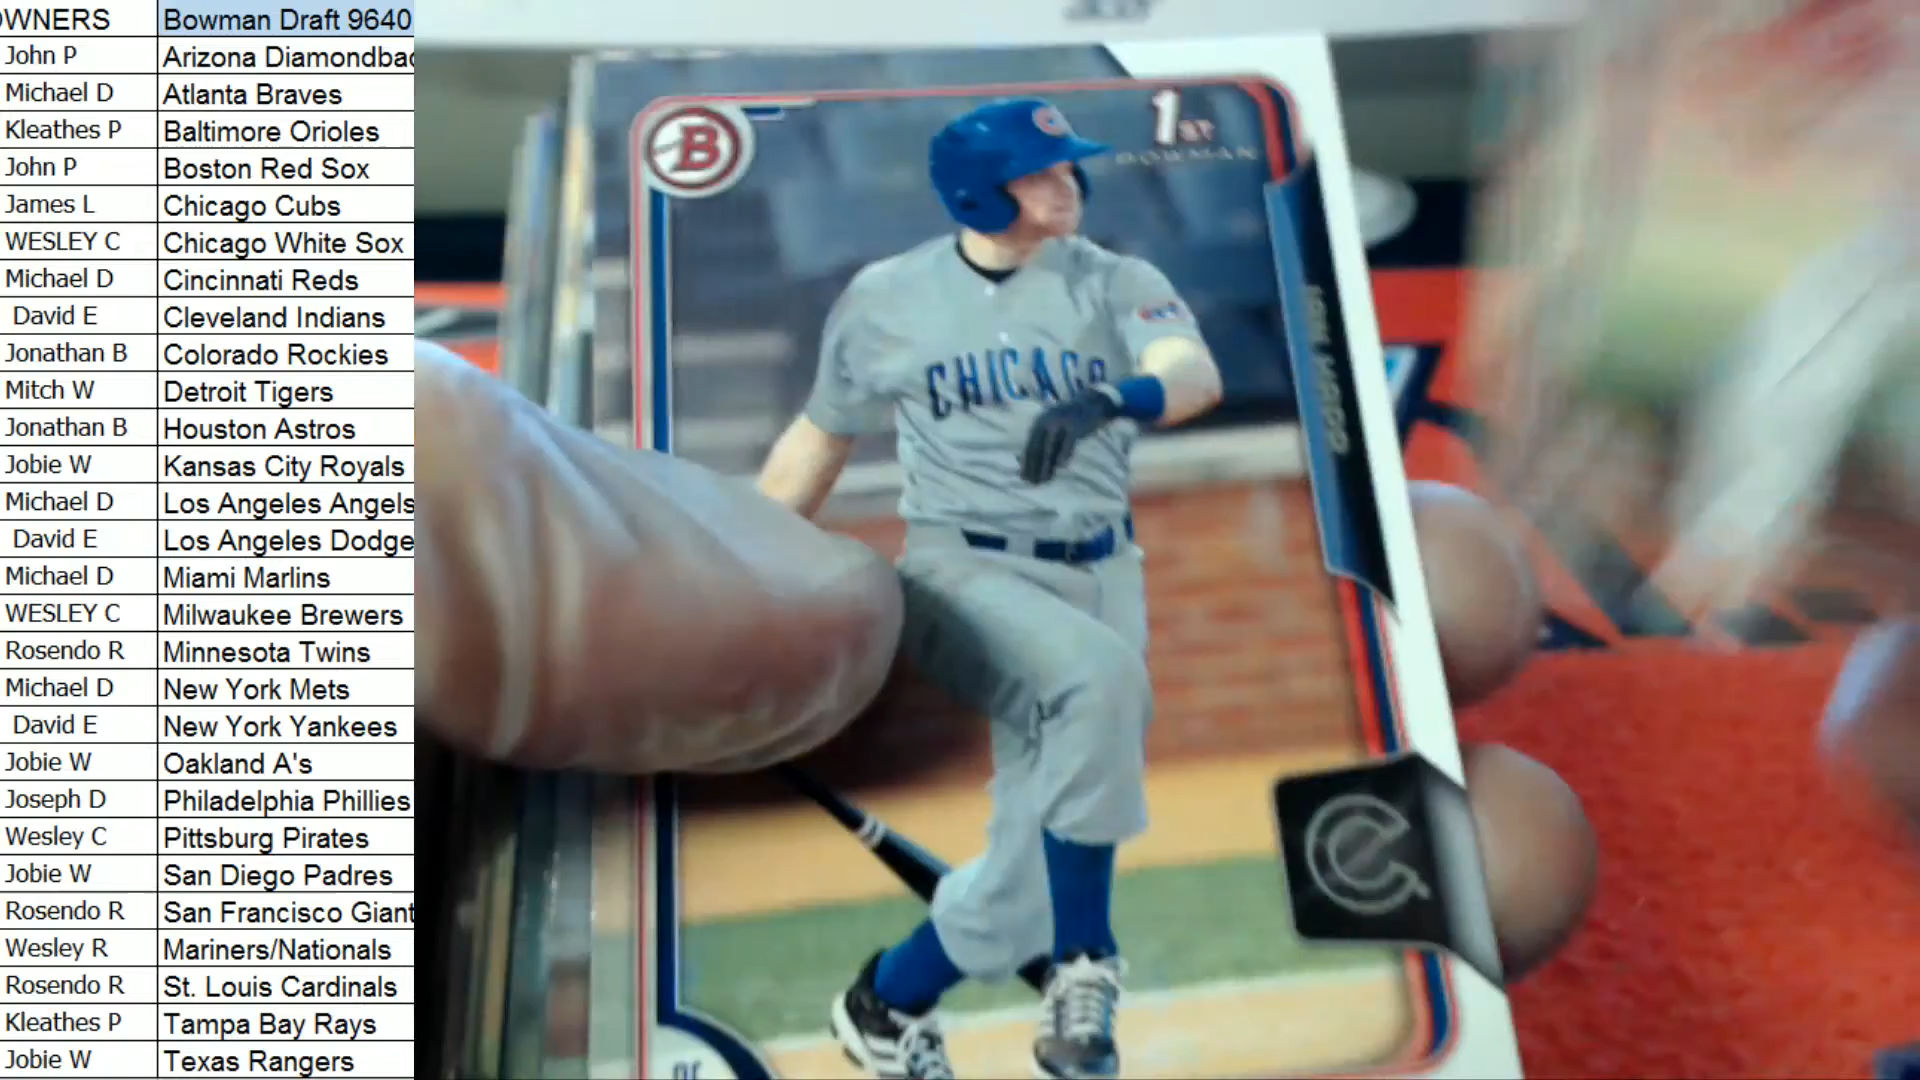 OWNERS Bowman Draft 9640
John P Arizona Diamondbac
Michael D Atlanta Braves
Kleathes P Baltimore Orioles
John P Boston Red Sox
James L Chicago Cubs
WESLEY C Chicago White Sox
Michael D Cincinnati Reds
David E Cleveland Indians
Jonathan B Colorado Rockies
Mitch W Detroit Tigers
Jonathan B Houston Astros
Jobie W Kansas City Royals
Michael D Los Angeles Angels
David E Los Angeles Dodge
Michael D Miami Marlins
WESLEY C Milwaukee Brewers
Rosendo R Minnesota Twins
Michael D New York Mets
David E New York Yankees
Jobie W Oakland A's
Joseph D Philadelphia Phillies
Wesley C Pittsburg Pirates
Jobie W San Diego Padres
Rosendo R San Francisco Giant
Wesley R Mariners/Nationals
Rosendo R St. Louis Cardinals
Kleathes P Tampa Bay Rays
Jobie W Texas Rangers
B
1ST
BOWMAN
CHICAGO
C
OF